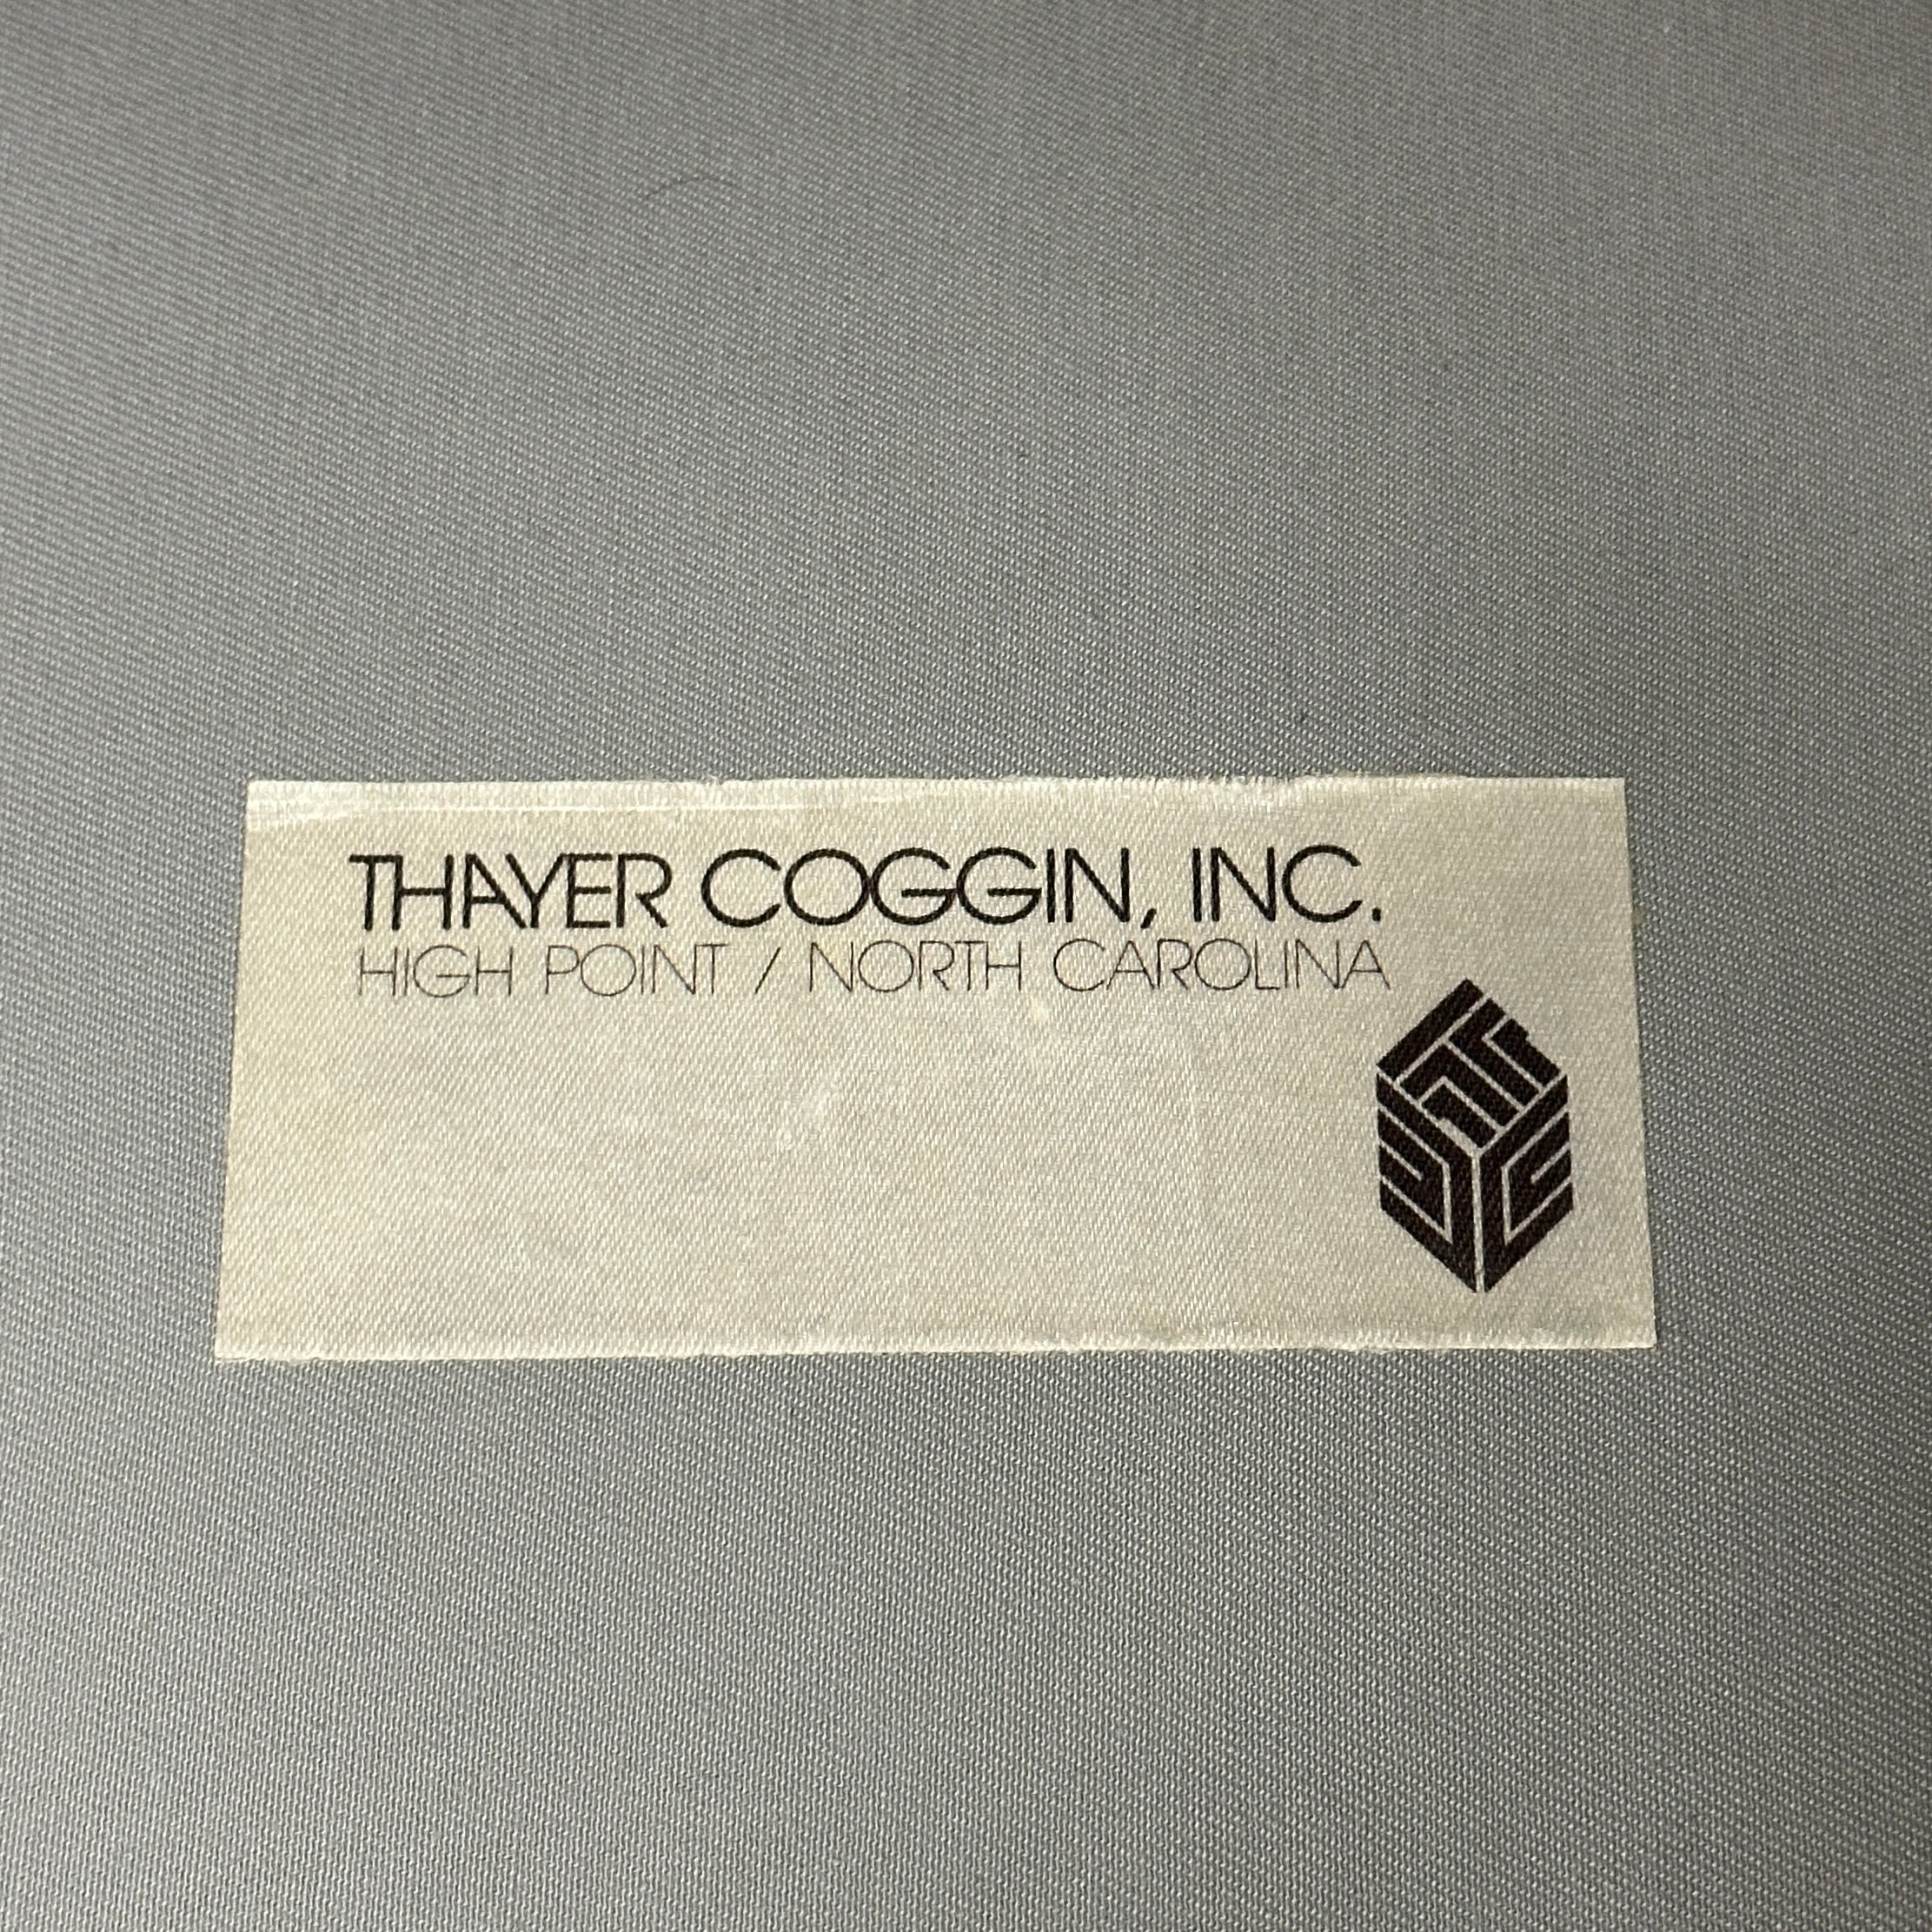 THAYER COGGIN, INC.
HIGH POINT / NORTH CAROLINA